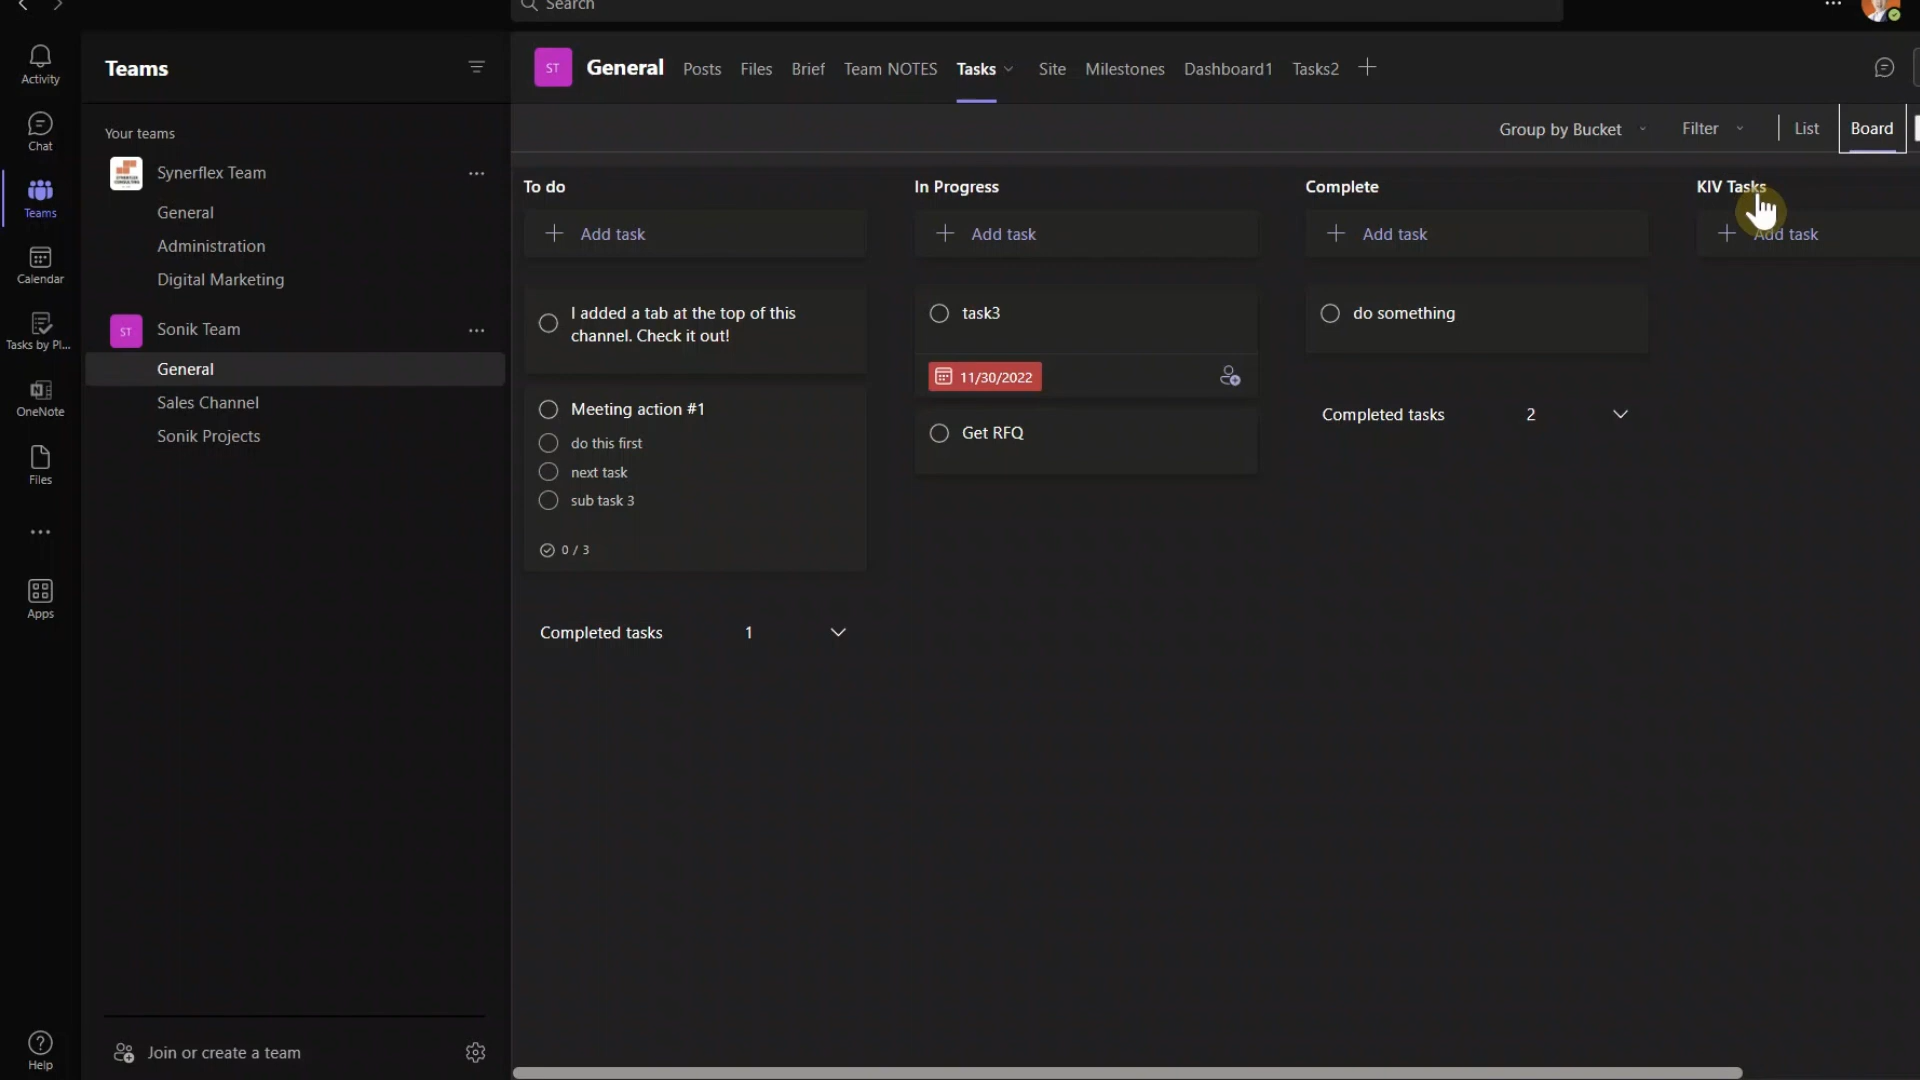 Search
Activity
Chat
Teams
Calendar
Tasks by Pl...
OneNote
Files
Apps
Help
Teams
Your teams
Synerflex Team
General
Administration
Digital Marketing
ST
Sonik Team
General
Sales Channel
Sonik Projects
Join or create a team
ST
General
Posts
Files
Brief
Team NOTES
Tasks
Site
Milestones
Dashboard1
Tasks2
Group by Bucket
Filter
List
Board
To do
Add task
I added a tab at the top of this
channel. Check it out!
Meeting action #1
do this first
next task
sub task 3
0 / 3
Completed tasks 1
In Progress
Add task
task3
11/30/2022
Get RFQ
Complete
Add task
do something
Completed tasks 2
KIV Tasks
Add task